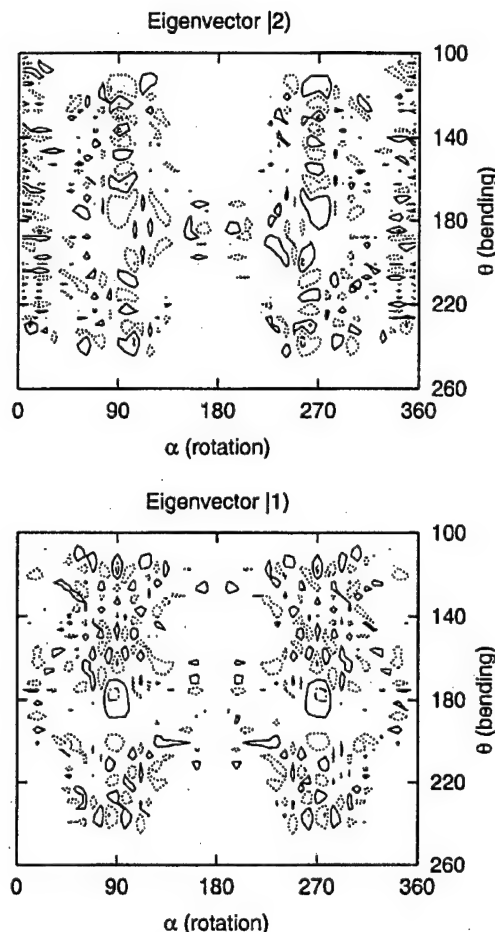 Eigenvector |2)
100
140
180
220
260
θ (bending)
0 90 180 270 360
α (rotation)
Eigenvector |1)
100
140
180
220
260
θ (bending)
0 90 180 270 360
α (rotation)